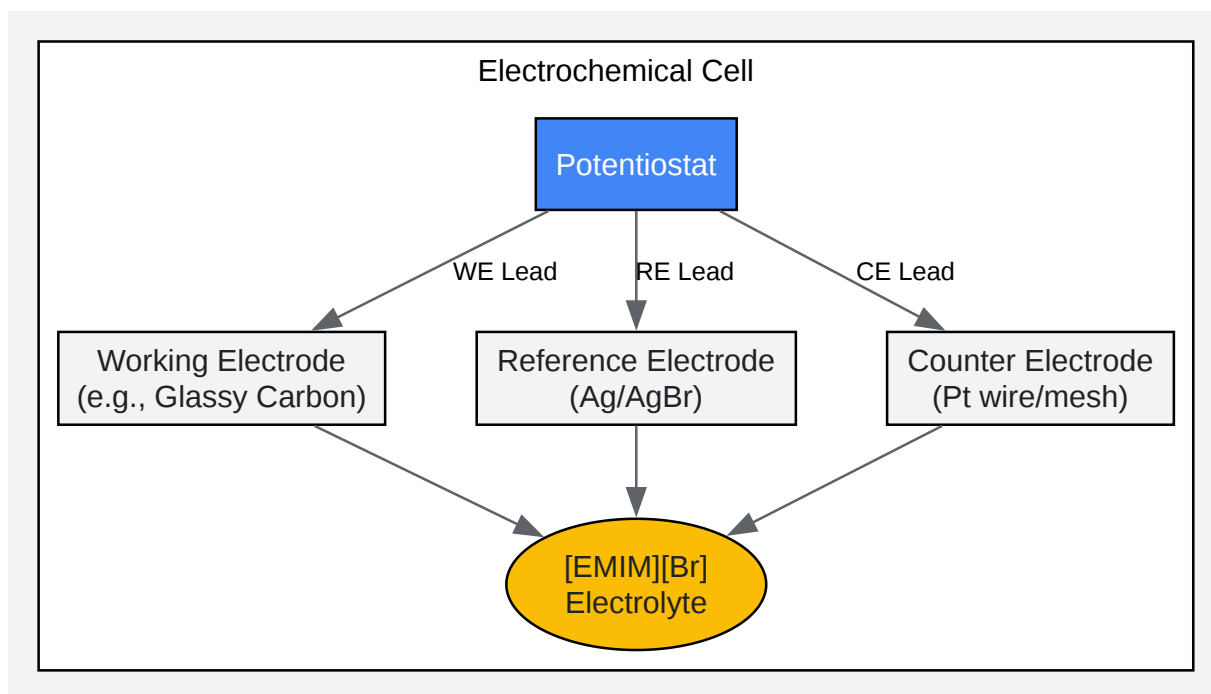 Electrochemical Cell
Potentiostat
WE Lead
RE Lead
CE Lead
Working Electrode
(e.g., Glassy Carbon)
Reference Electrode
(Ag/AgBr)
Counter Electrode
(Pt wire/mesh)
[EMIM][Br]
Electrolyte